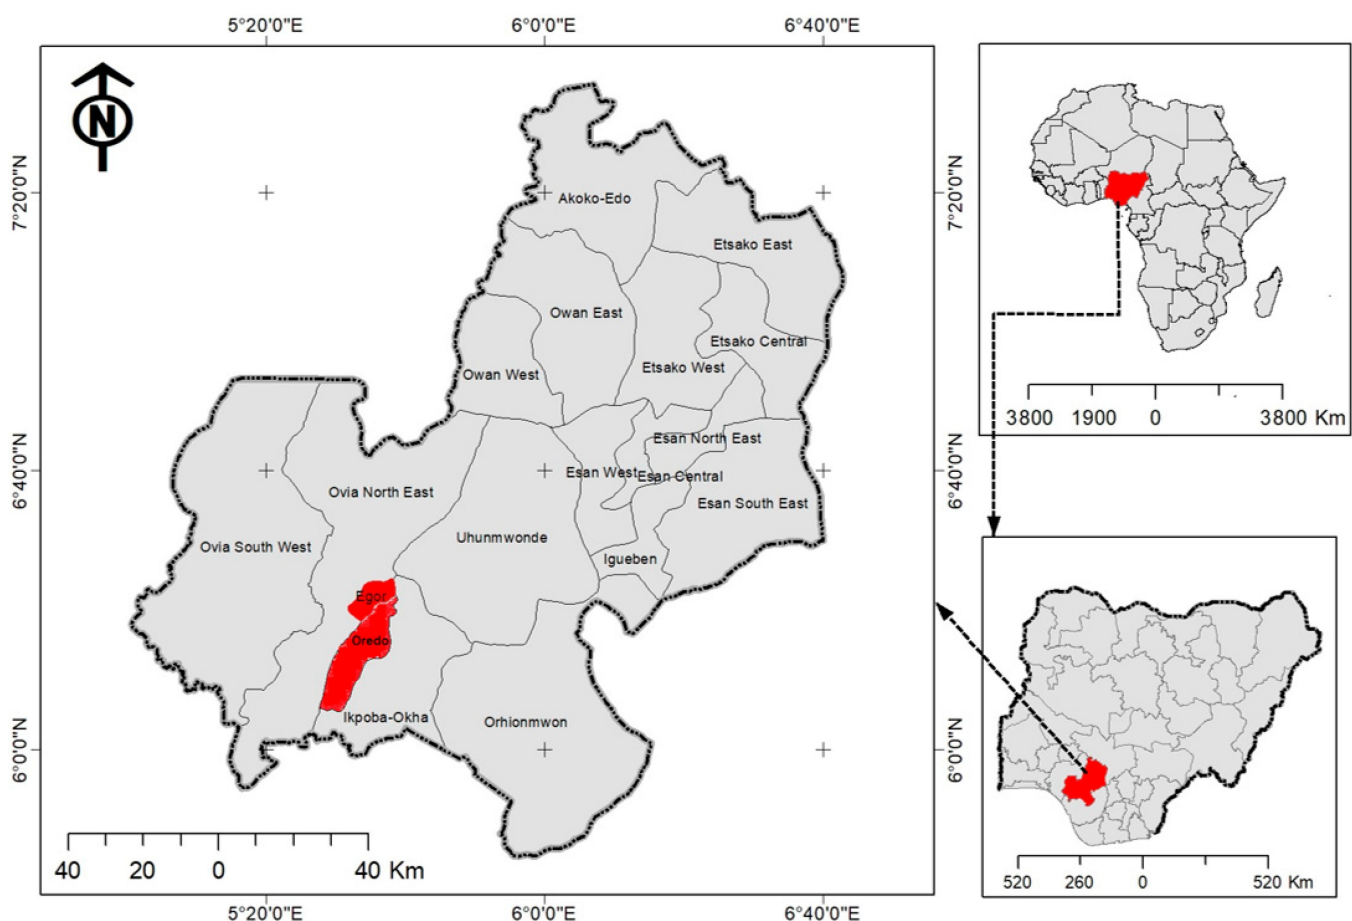 5°20'0"E
6°0'0"E
6°40'0"E
N
7°20'0"N
7°20'0"N
Akoko-Edo
Etsako East
Owan East
Etsako Central
Owan West
Etsako West
3800 1900 0 3800 Km
Esan North East
6°40'0"N
6°40'0"N
Esan West
Esan Central
Ovia North East
Esan South East
Uhunmwonde
Ovia South West
Igueben
Egor
Oredo
Ikpoba-Okha
Orhionmwon
6°0'0"N
6°0'0"N
40 20 0 40 Km
520 260 0 520 Km
5°20'0"E
6°0'0"E
6°40'0"E